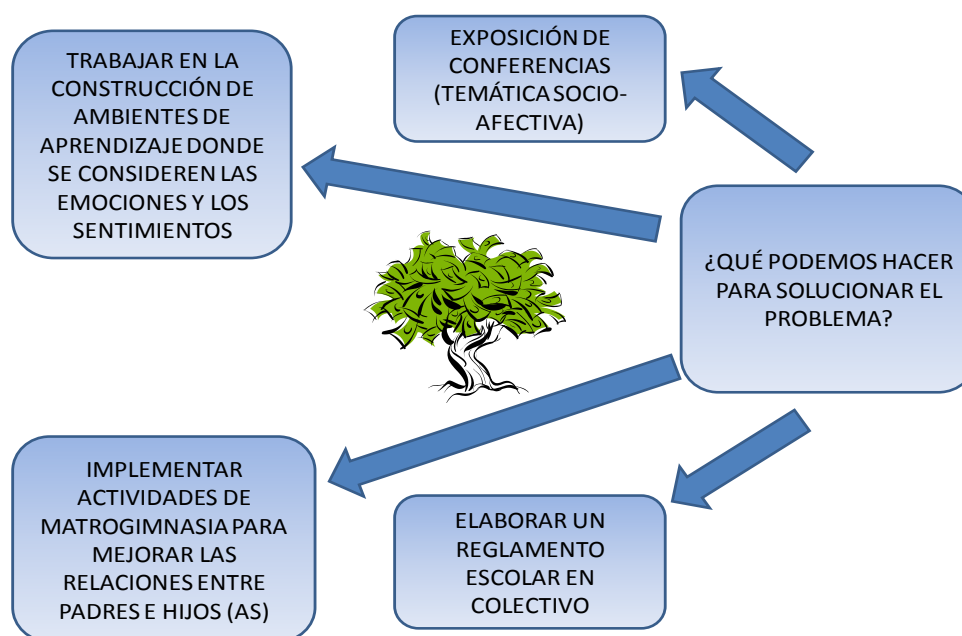 TRABAJAR EN LA
CONSTRUCCIÓN DE
AMBIENTES DE
APRENDIZAJE DONDE
SE CONSIDEREN LAS
EMOCIONES Y LOS
SENTIMIENTOS
EXPOSICIÓN DE
CONFERENCIAS
(TEMÁTICA SOCIO-
AFECTIVA)
¿QUÉ PODEMOS HACER
PARA SOLUCIONAR EL
PROBLEMA?
IMPLEMENTAR
ACTIVIDADES DE
MATROGIMNASIA PARA
MEJORAR LAS
RELACIONES ENTRE
PADRES E HIJOS (AS)
ELABORAR UN
REGLAMENTO
ESCOLAR EN
COLECTIVO